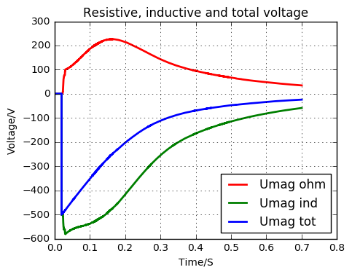 Resistive, inductive and total voltage
Voltage/V
300
200
100
0
−100
−200
−300
−400
−500
−600
Umag ohm
Umag ind
Umag tot
0.0 0.1 0.2 0.3 0.4 0.5 0.6 0.7 0.8
Time/S